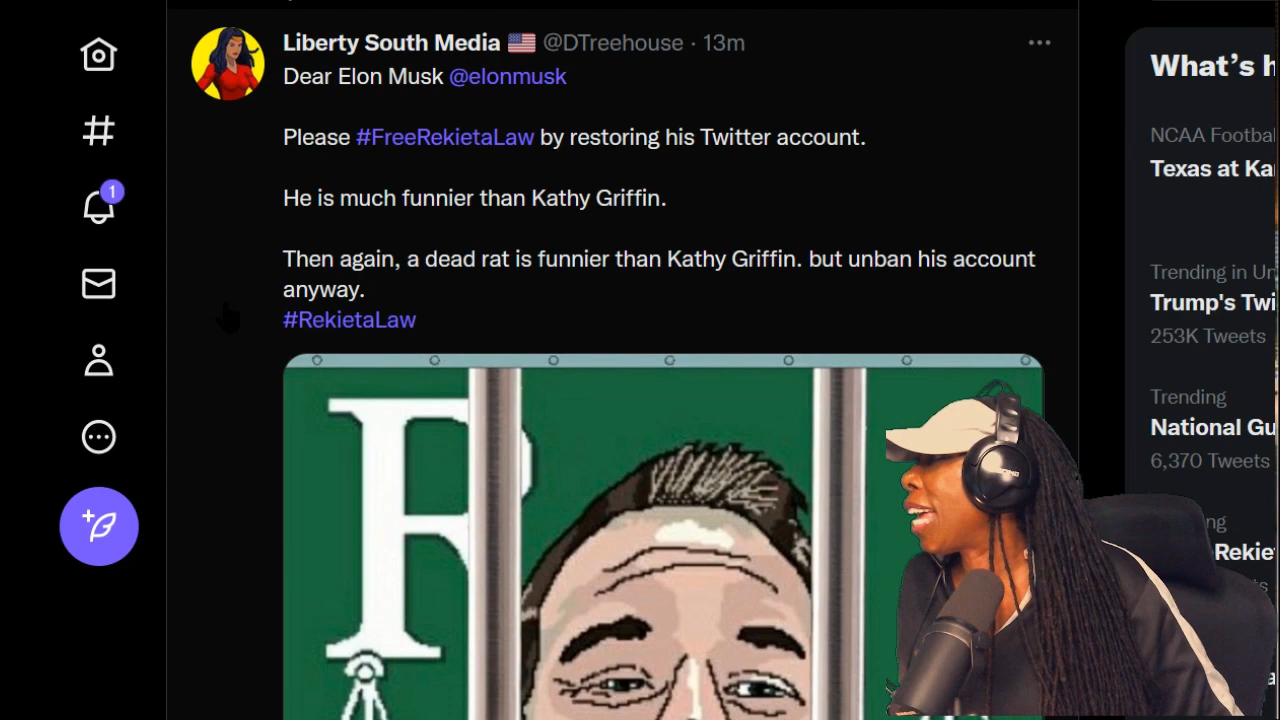 Liberty South Media 🇺🇸 @DTreehouse · 13m
Dear Elon Musk @elonmusk
Please #FreeRekietaLaw by restoring his Twitter account.
He is much funnier than Kathy Griffin.
Then again, a dead rat is funnier than Kathy Griffin. but unban his account
anyway.
#RekietaLaw
R
1
What's h
NCAA Footba
Texas at Ka
Trending in Un
Trump's Twi
253K Tweets
Trending
National Gu
6,370 Tweets
ng
Rekie
ts